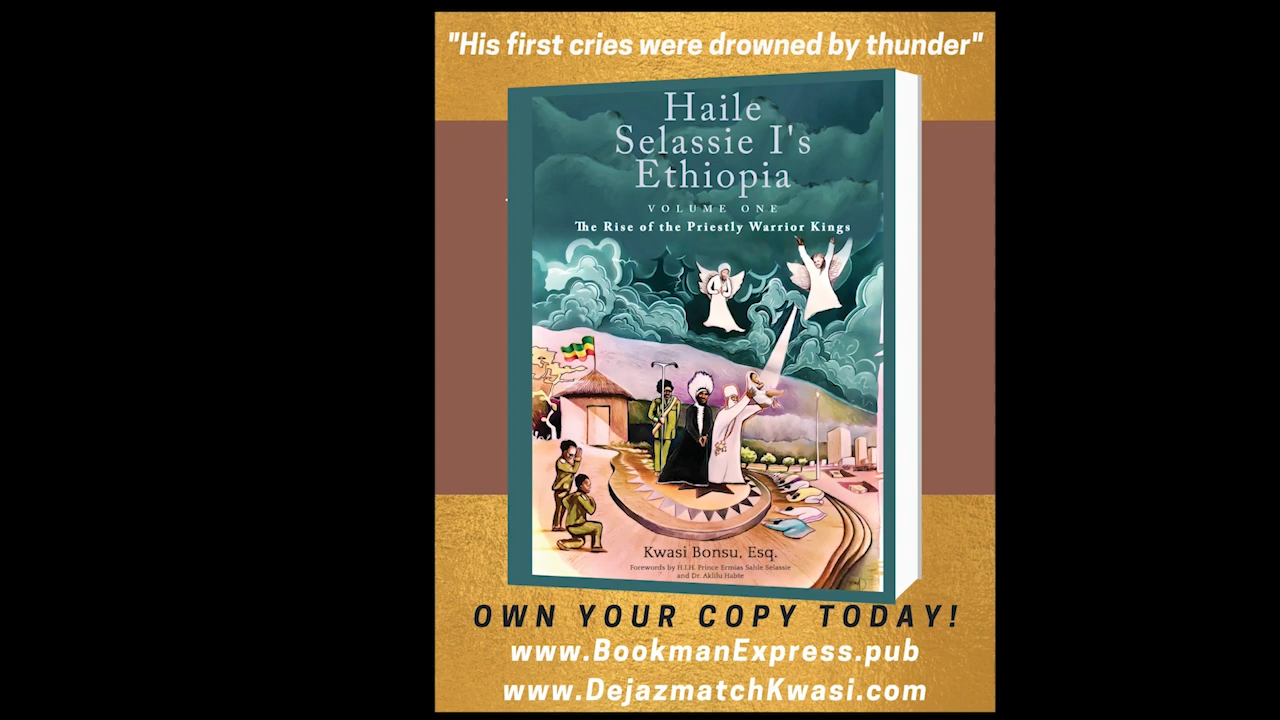 "His first cries were drowned by thunder"
Haile
Selassie I's
Ethiopia
VOLUME ONE
The Rise of the Priestly Warrior Kings
Kwasi Bonsu, Esq.
Forewords by H.I.H. Prince Ermias Sahle Selassie
and Dr. Aklilu Habte
OWN YOUR COPY TODAY!
www.BookmanExpress.pub
www.DejazmatchKwasi.com